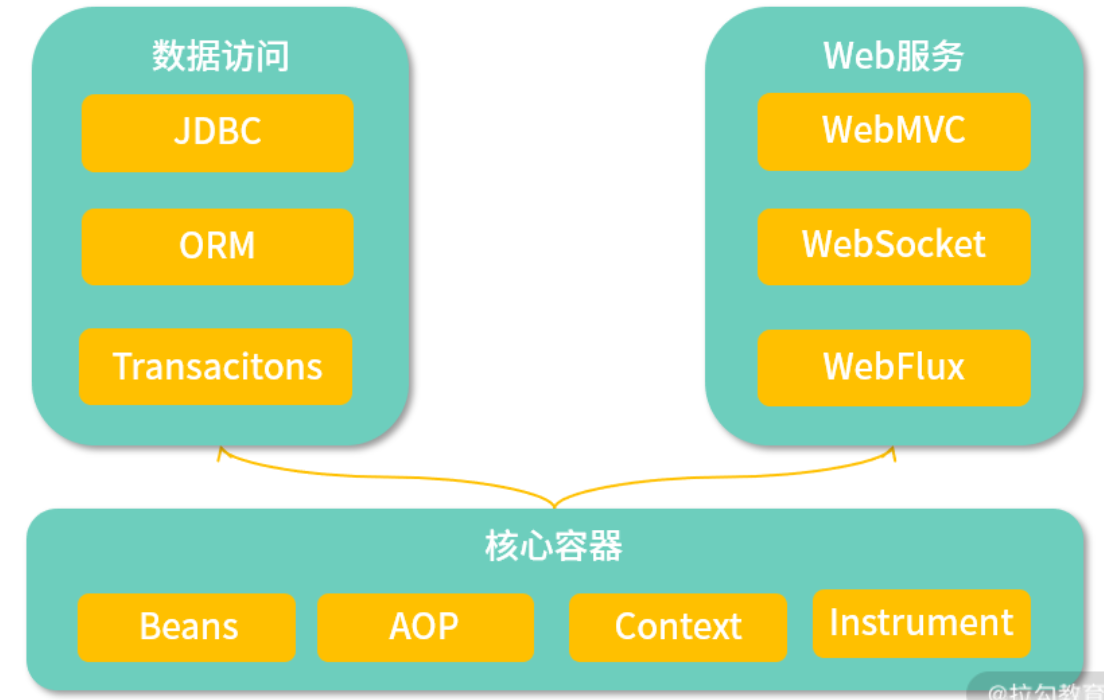 数据访问
JDBC
ORM
Transacitons
Web服务
WebMVC
WebSocket
WebFlux
核心容器
Beans
AOP
Context
Instrument
@拉勾教育